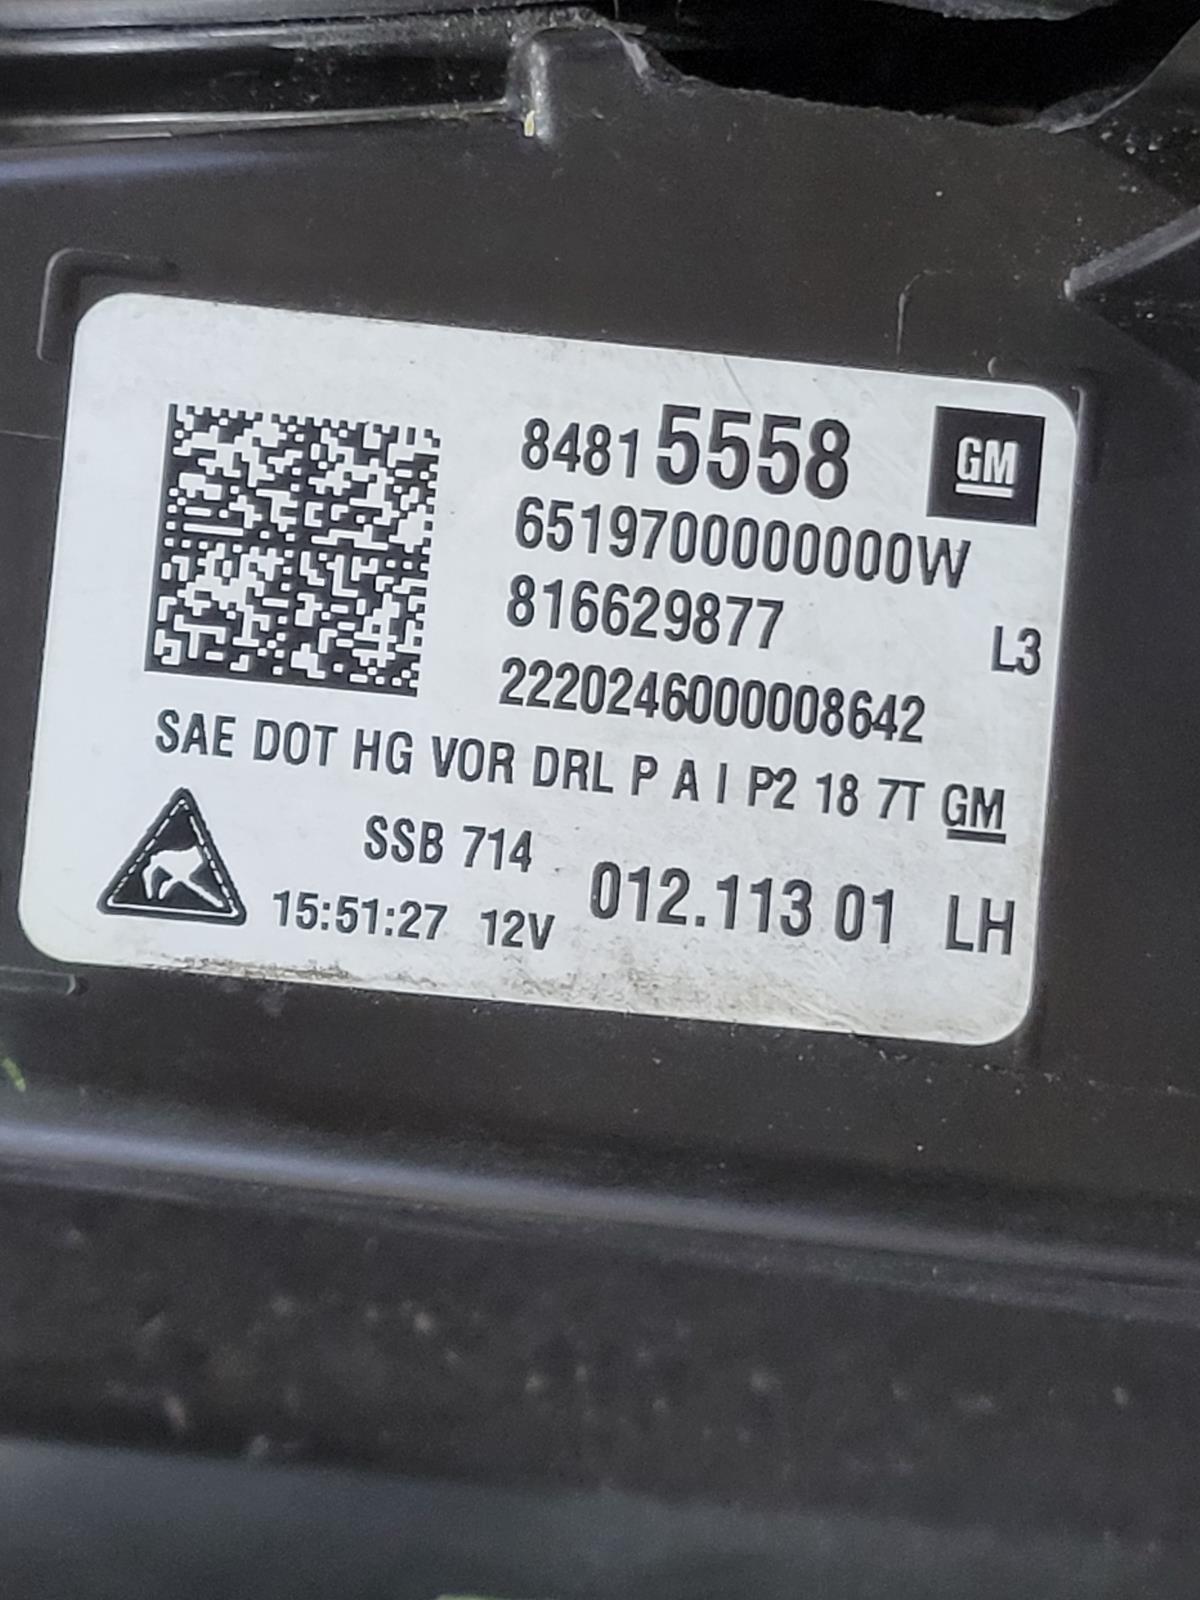 84815558 GM
6519700000000W
816629877 L3
2220246000008642
SAE DOT HG VOR DRL P A I P2 18 7T GM
SSB 714
15:51:27 12V 012.113 01 LH